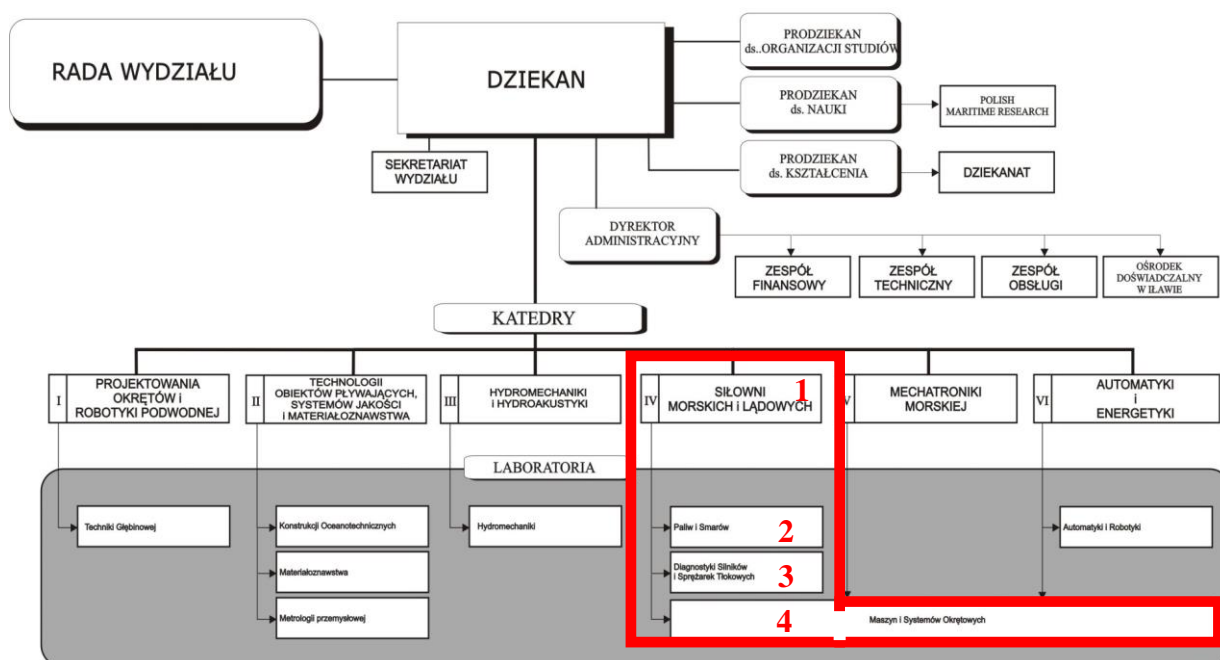 RADA WYDZIAŁU
DZIEKAN
PRODZIEKAN
ds..ORGANIZACJI STUDIÓW
PRODZIEKAN
ds. NAUKI
POLISH
MARITIME RESEARCH
SEKRETARIAT
WYDZIAŁU
PRODZIEKAN
ds. KSZTAŁCENIA
DZIEKANAT
DYREKTOR
ADMINISTRACYJNY
ZESPÓŁ
FINANSOWY
ZESPÓŁ
TECHNICZNY
ZESPÓŁ
OBSŁUGI
OŚRODEK
DOŚWIADCZALNY
W IŁAWIE
KATEDRY
I
PROJEKTOWANIA
OKRĘTÓW i
ROBOTYKI PODWODNEJ
II
TECHNOLOGII
OBIEKTÓW PŁYWAJĄCYCH,
SYSTEMÓW JAKOŚCI
i MATERIAŁOZNAWSTWA
III
HYDROMECHANIKI
i HYDROAKUSTYKI
IV
SIŁOWNI
MORSKICH i LĄDOWYCH
1
V
MECHATRONIKI
MORSKIEJ
VI
AUTOMATYKI
i
ENERGETYKI
LABORATORIA
Techniki Głębinowej
Konstrukcji Oceanotechnicznych
Hydromechaniki
Paliw i Smarów
2
Automatyki i Robotyki
Materiałoznawstwa
Diagnostyki Silników
i Sprężarek Tłokowych
3
Metrologii przemysłowej
4
Maszyn i Systemów Okrętowych